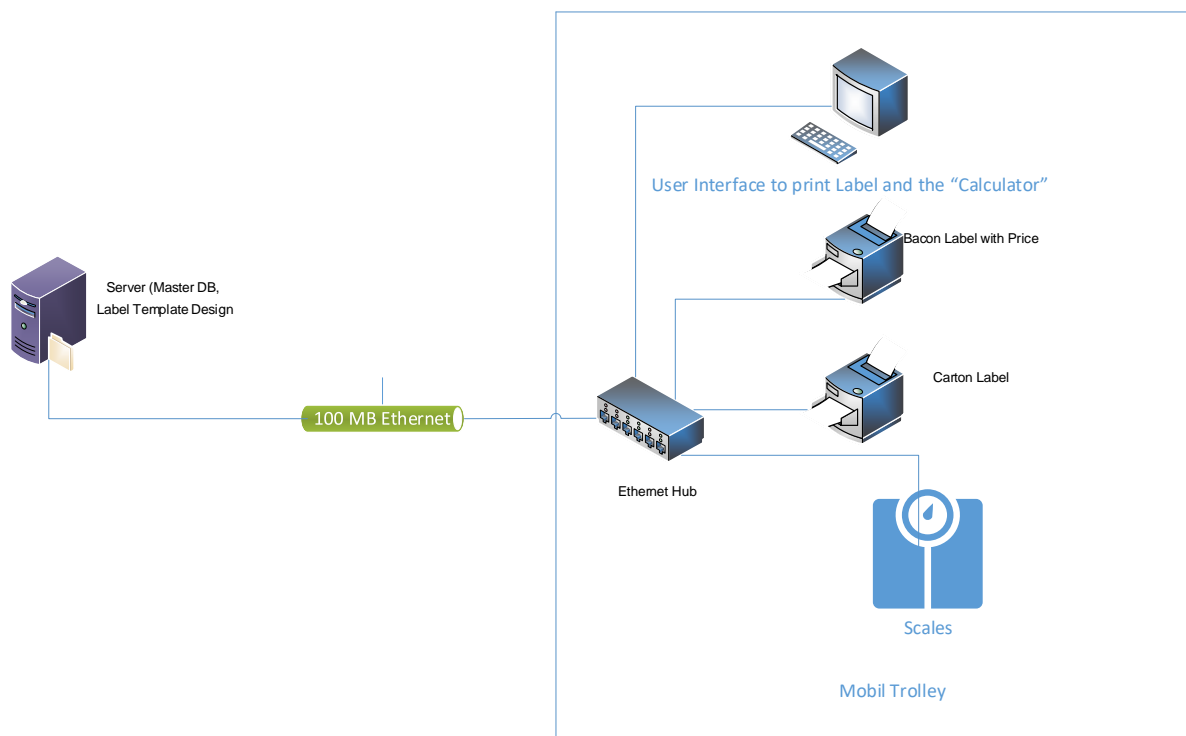 User Interface to print Label and the “Calculator”
Bacon Label with Price
Server (Master DB,
Label Template Design
Carton Label
100 MB Ethernet
Ethernet Hub
Scales
Mobil Trolley